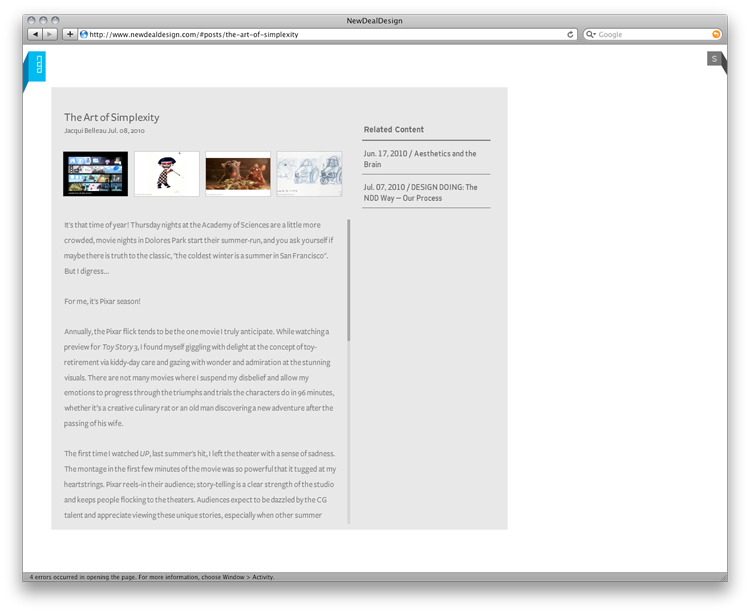 NewDealDesign
http://www.newdealdesign.com/#posts/the-art-of-simplexity
Google
S
The Art of Simplexity
Jacqui Belleau Jul. 08, 2010
It's that time of year! Thursday nights at the Academy of Sciences are a little more
crowded, movie nights in Dolores Park start their summer-run, and you ask yourself if
maybe there is truth to the classic, "the coldest winter is a summer in San Francisco".
But I digress...
For me, it's Pixar season!
Annually, the Pixar flick tends to be the one movie I truly anticipate. While watching a
preview for Toy Story 3, I found myself giggling with delight at the concept of toy-
retirement via kiddy-day care and gazing with wonder and admiration at the stunning
visuals. There are not many movies where I suspend my disbelief and allow my
emotions to progress through the triumphs and trials the characters do in 96 minutes,
whether it's a creative culinary rat or an old man discovering a new adventure after the
passing of his wife.
The first time I watched UP, last summer's hit, I left the theater with a sense of sadness.
The montage in the first few minutes of the movie was so powerful that it tugged at my
heartstrings. Pixar reels-in their audience; story-telling is a clear strength of the studio
and keeps people flocking to the theaters. Audiences expect to be dazzled by the CG
talent and appreciate viewing these unique stories, especially when other summer
Related Content
Jun. 17, 2010 / Aesthetics and the
Brain
Jul. 07, 2010 / DESIGN DOING: The
NDD Way – Our Process
4 errors occurred in opening the page. For more information, choose Window > Activity.